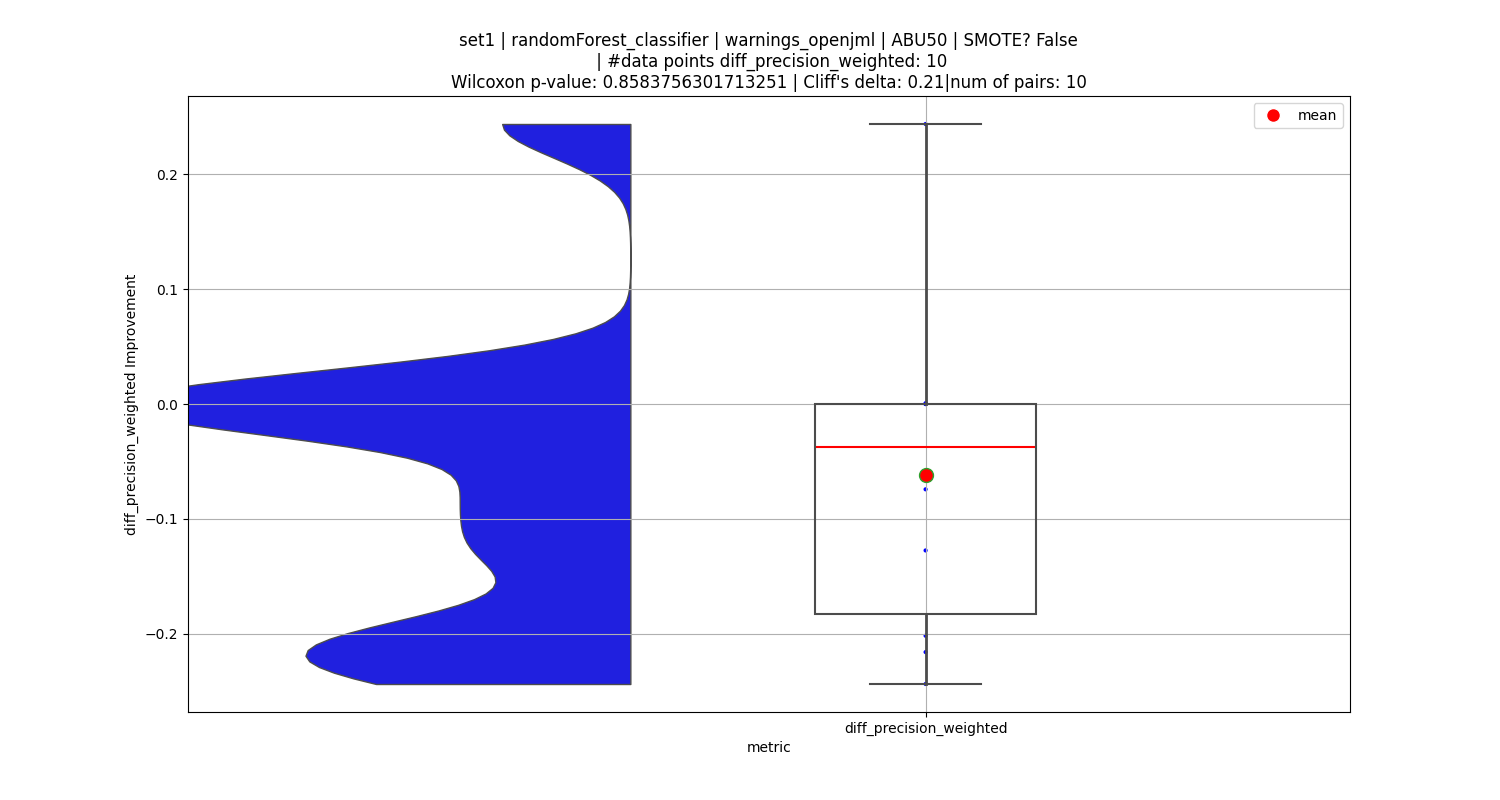 set1 | randomForest_classifier | warnings_openjml | ABU50 | SMOTE? False
| #data points diff_precision_weighted: 10
Wilcoxon p-value: 0.8583756301713251 | Cliff's delta: 0.21|num of pairs: 10
mean
0.2
0.1
0.0
−0.1
−0.2
diff_precision_weighted Improvement
diff_precision_weighted
metric